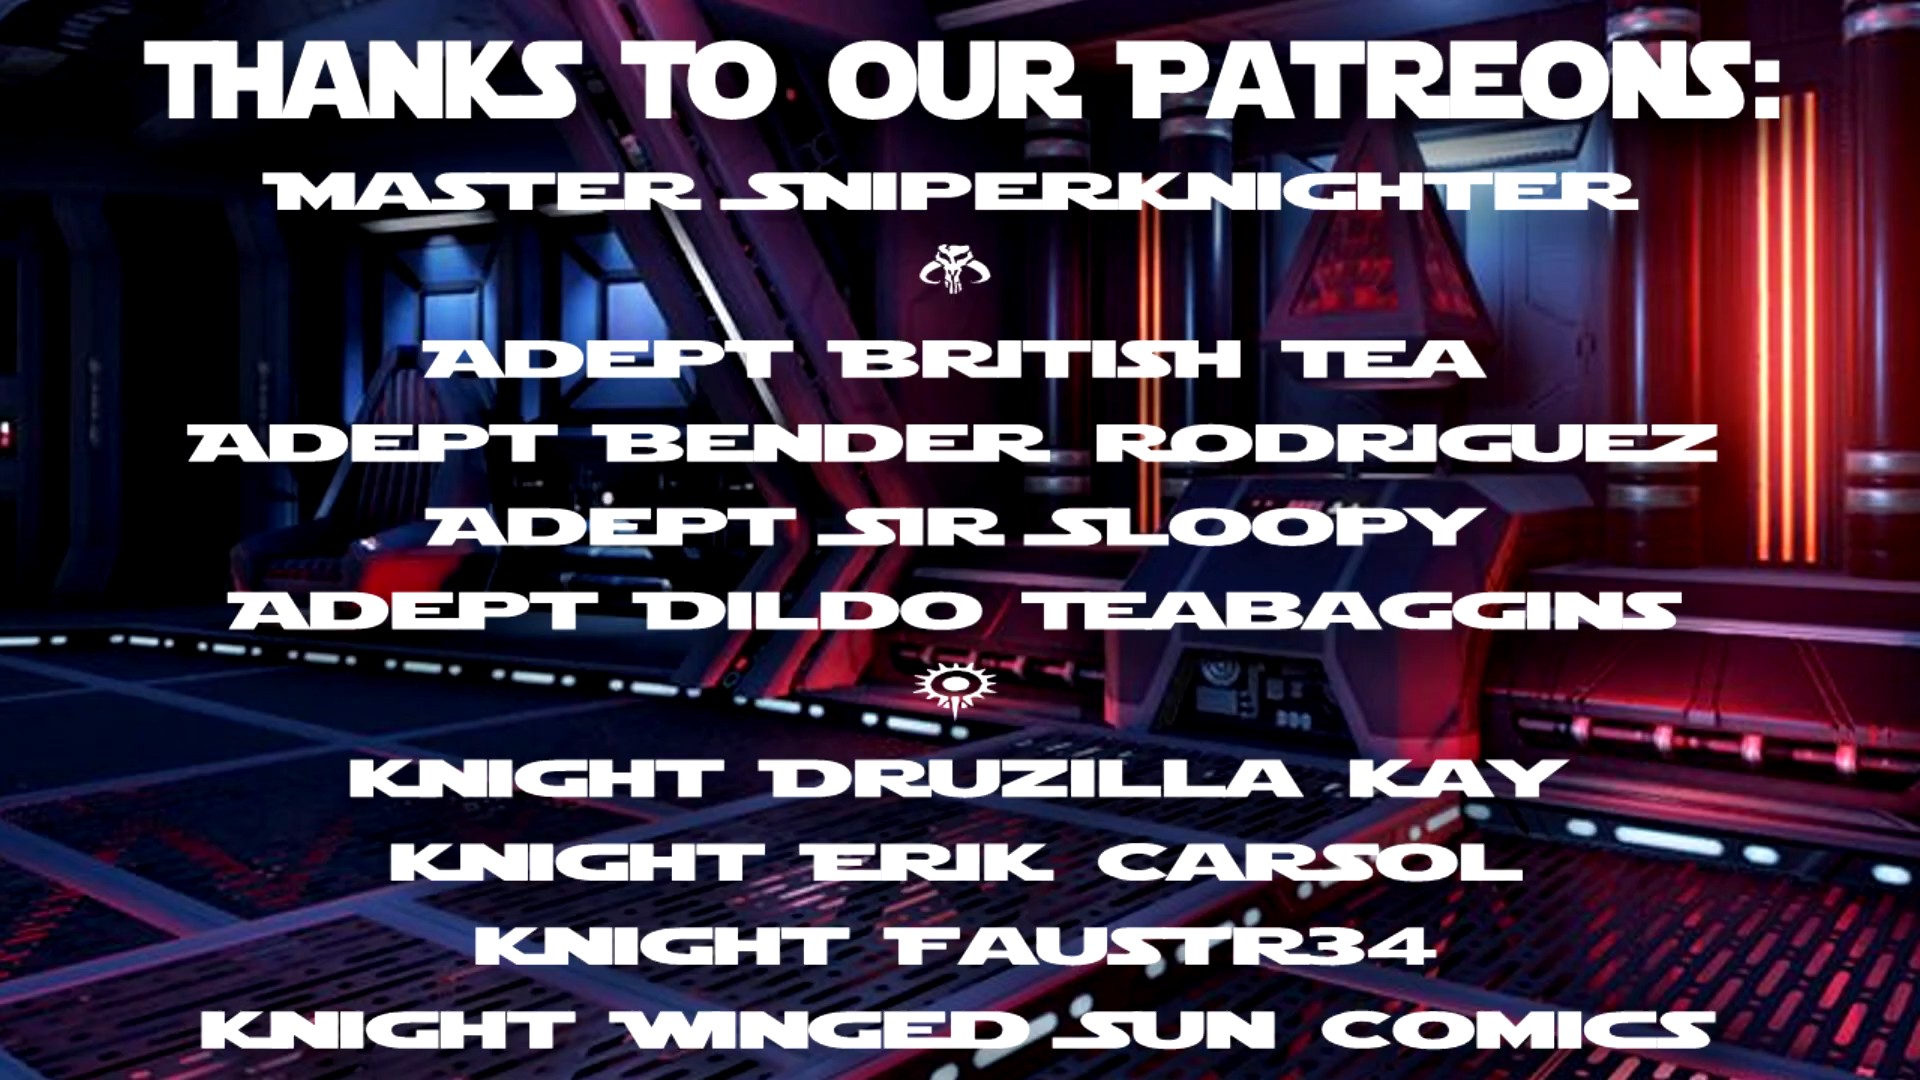 Thanks to our Patreons:
Master Sniperknighter
Adept British Tea
Adept Bender Rodriguez
Adept Sir Sloopy
Adept Dildo Teabaggins
Knight Druzilla Kay
Knight Erik Carsol
Knight Faustr34
Knight Winged Sun Comics